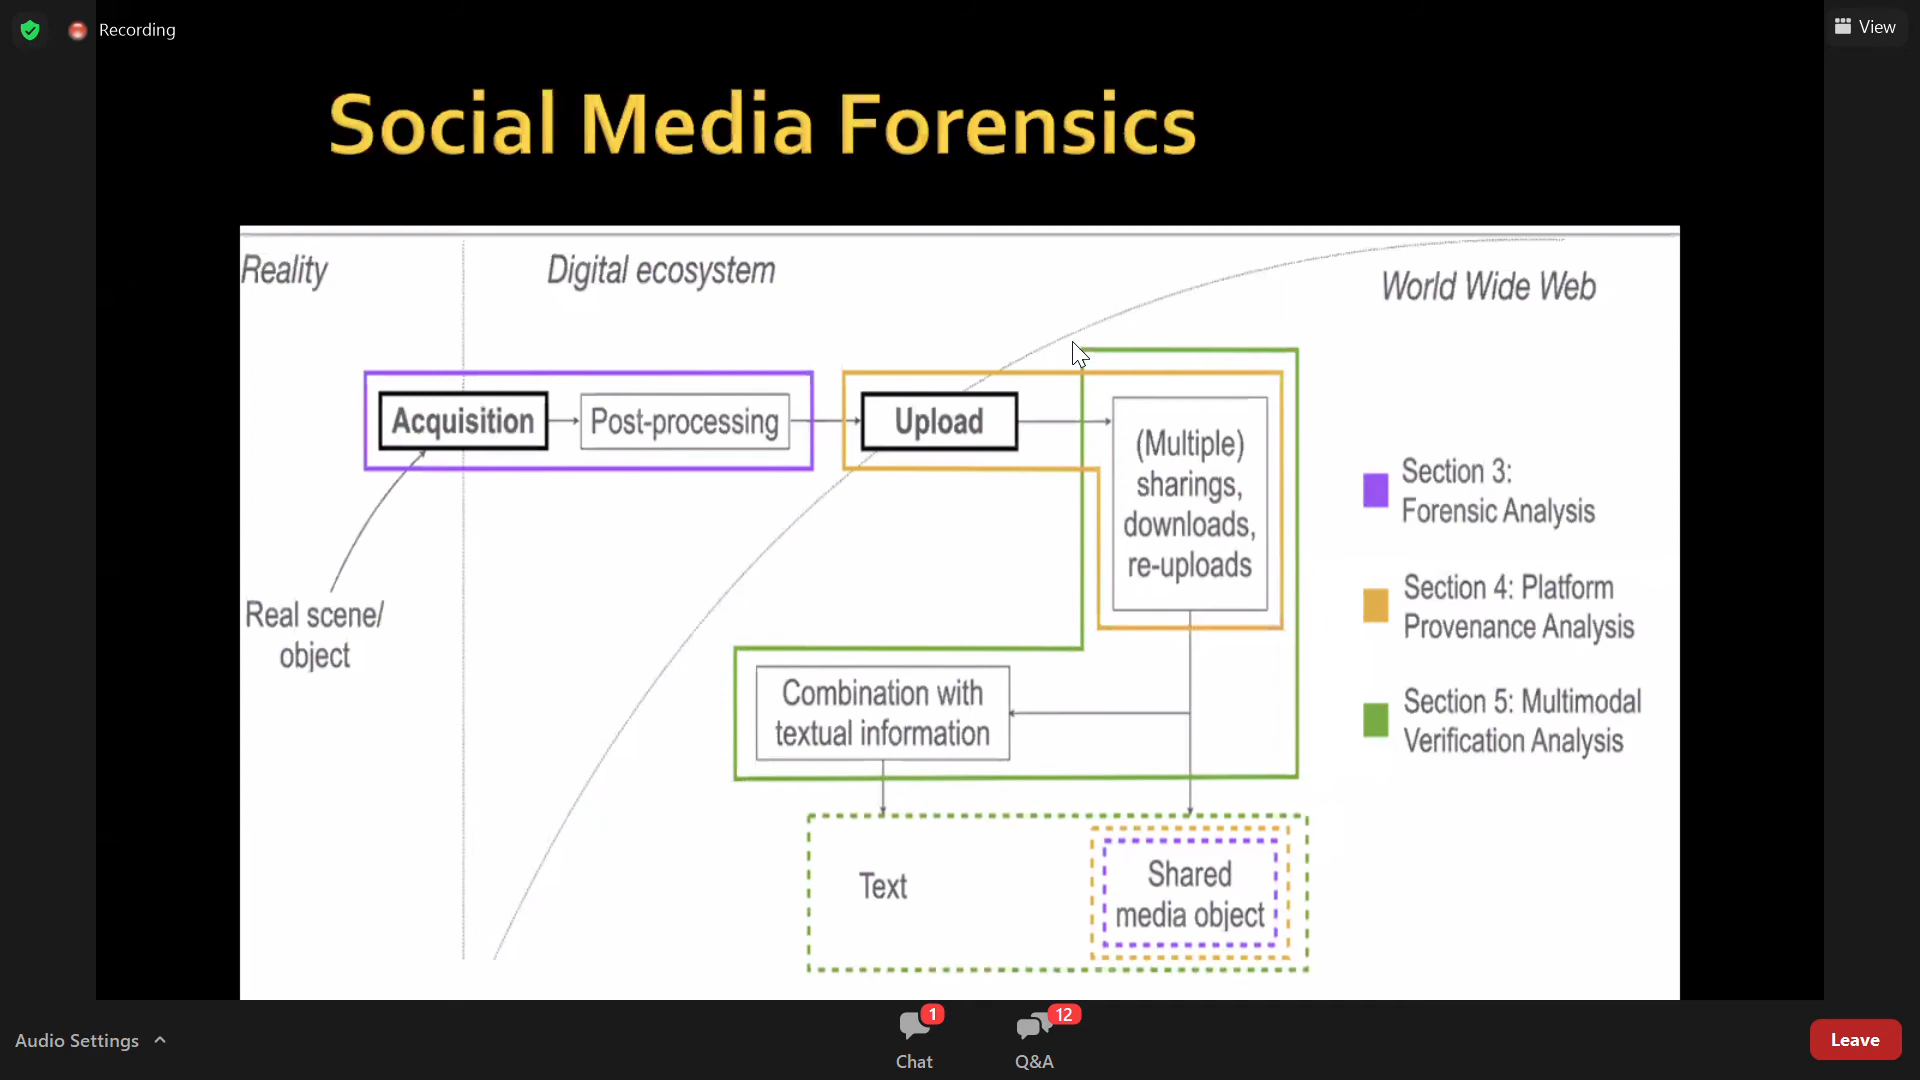 Recording
View
Social Media Forensics
Reality
Digital ecosystem
World Wide Web
Acquisition
Post-processing
Upload
(Multiple)
sharings,
downloads,
re-uploads
Real scene/
object
Combination with
textual information
Text
Shared
media object
Section 3:
Forensic Analysis
Section 4: Platform
Provenance Analysis
Section 5: Multimodal
Verification Analysis
Audio Settings
1
Chat
12
Q&A
Leave